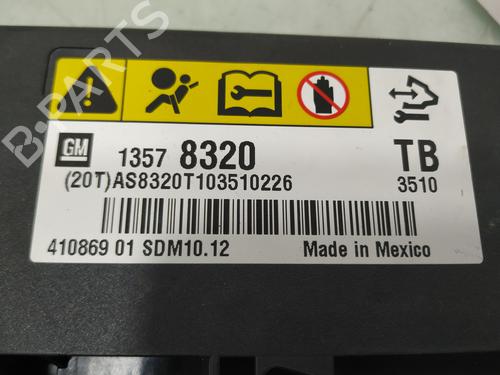 B-PARTS
GM 1357 8320 TB
(20T)AS8320T103510226 3510
410869 01 SDM10.12 Made in Mexico